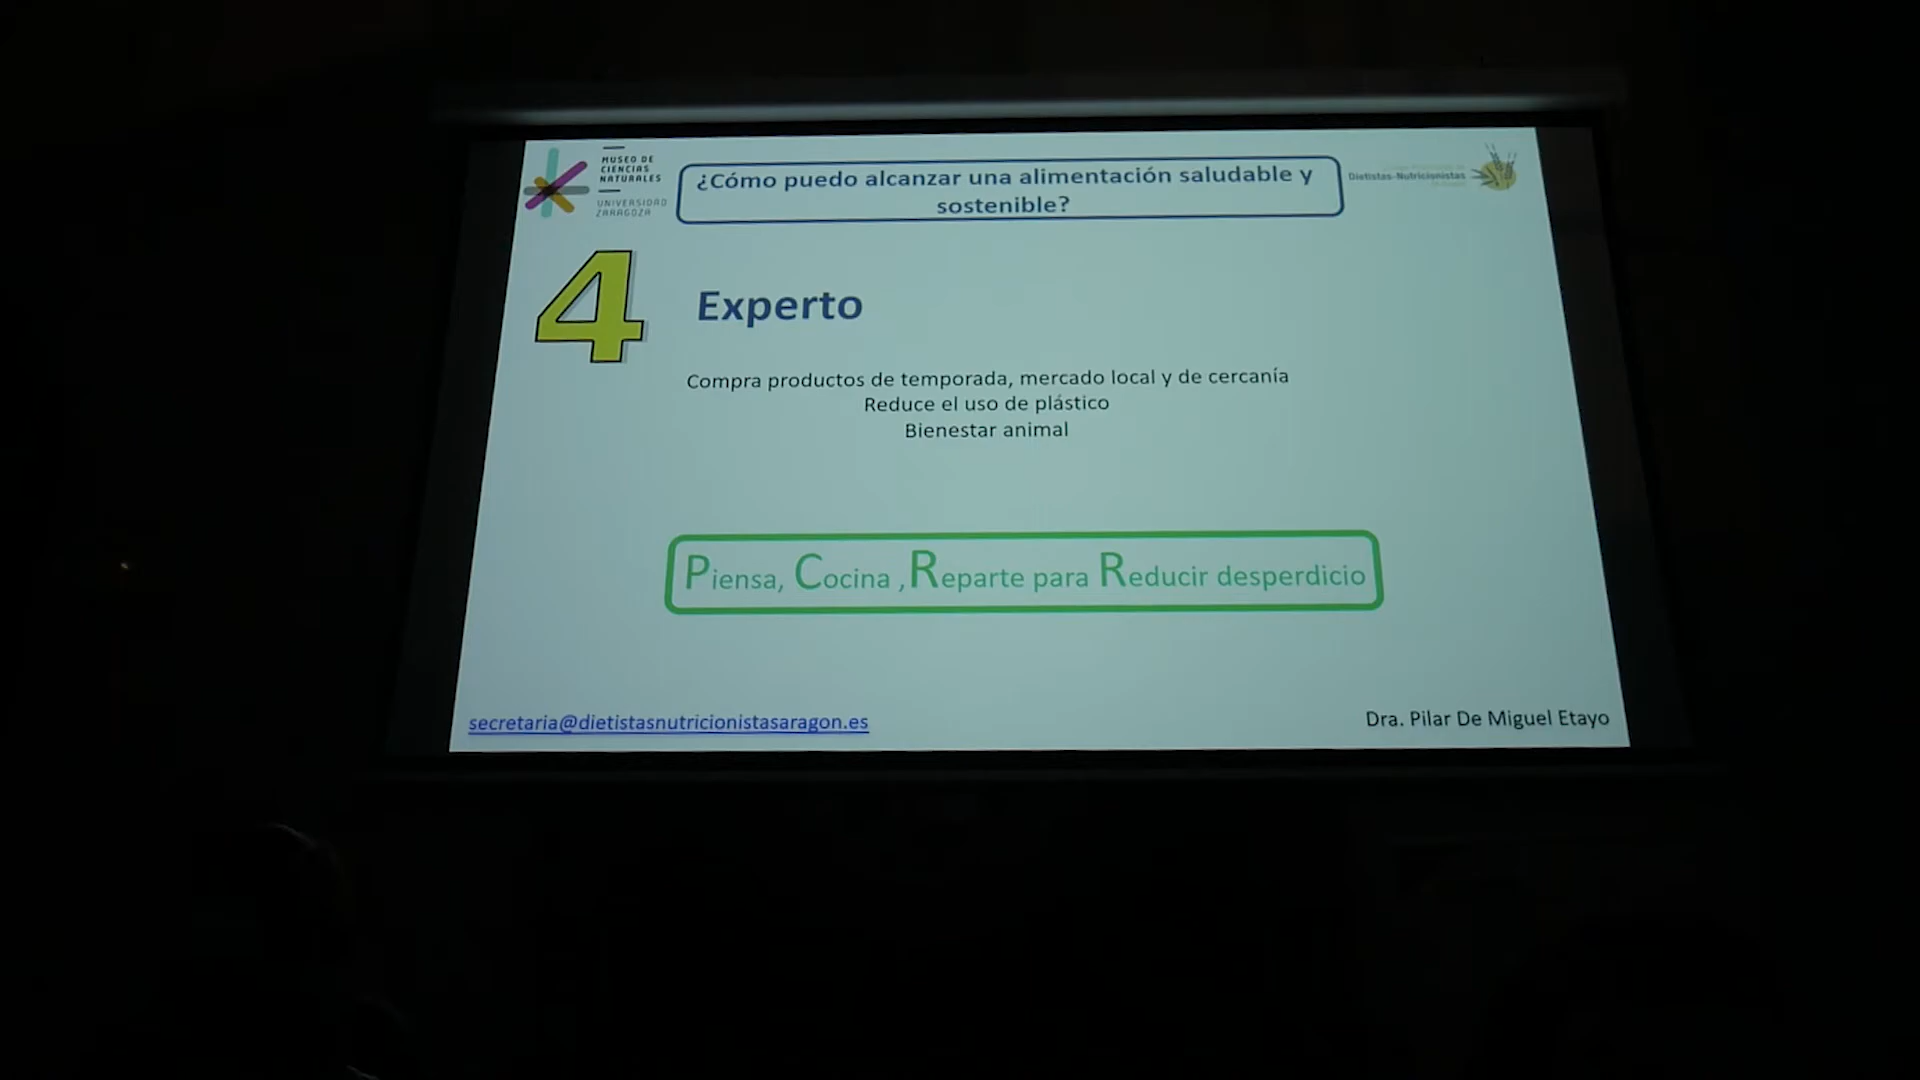 MUSEO DE
CIENCIAS
NATURALES
UNIVERSIDAD
ZARAGOZA
¿Cómo puedo alcanzar una alimentación saludable y
sostenible?
Dietistas-Nutricionistas
4
Experto
Compra productos de temporada, mercado local y de cercanía
Reduce el uso de plástico
Bienestar animal
Piensa, Cocina ,Reparte para Reducir desperdicio
secretaria@dietistasnutricionistasaragon.es
Dra. Pilar De Miguel Etayo